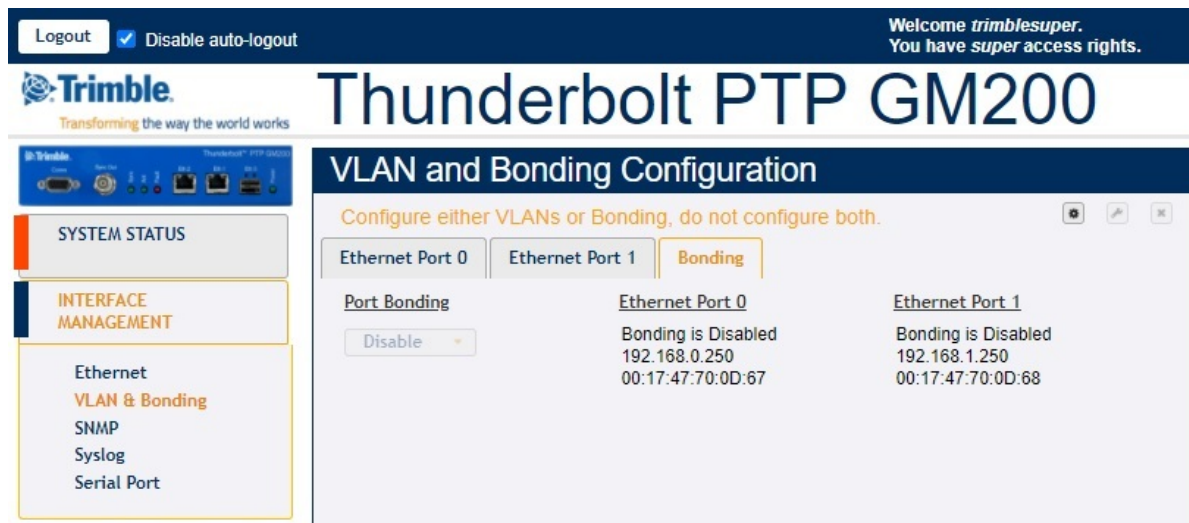 Logout
Disable auto-logout
Welcome trimblesuper.
You have super access rights.
Trimble.
Transforming the way the world works
Thunderbolt PTP GM200
Trimble.
Thunderbolt™ PTP GM200
VLAN and Bonding Configuration
Configure either VLANs or Bonding, do not configure both.
SYSTEM STATUS
INTERFACE
MANAGEMENT
Ethernet
VLAN & Bonding
SNMP
Syslog
Serial Port
Ethernet Port 0
Ethernet Port 1
Bonding
Port Bonding
Disable
Ethernet Port 0
Bonding is Disabled
192.168.0.250
00:17:47:70:0D:67
Ethernet Port 1
Bonding is Disabled
192.168.1.250
00:17:47:70:0D:68